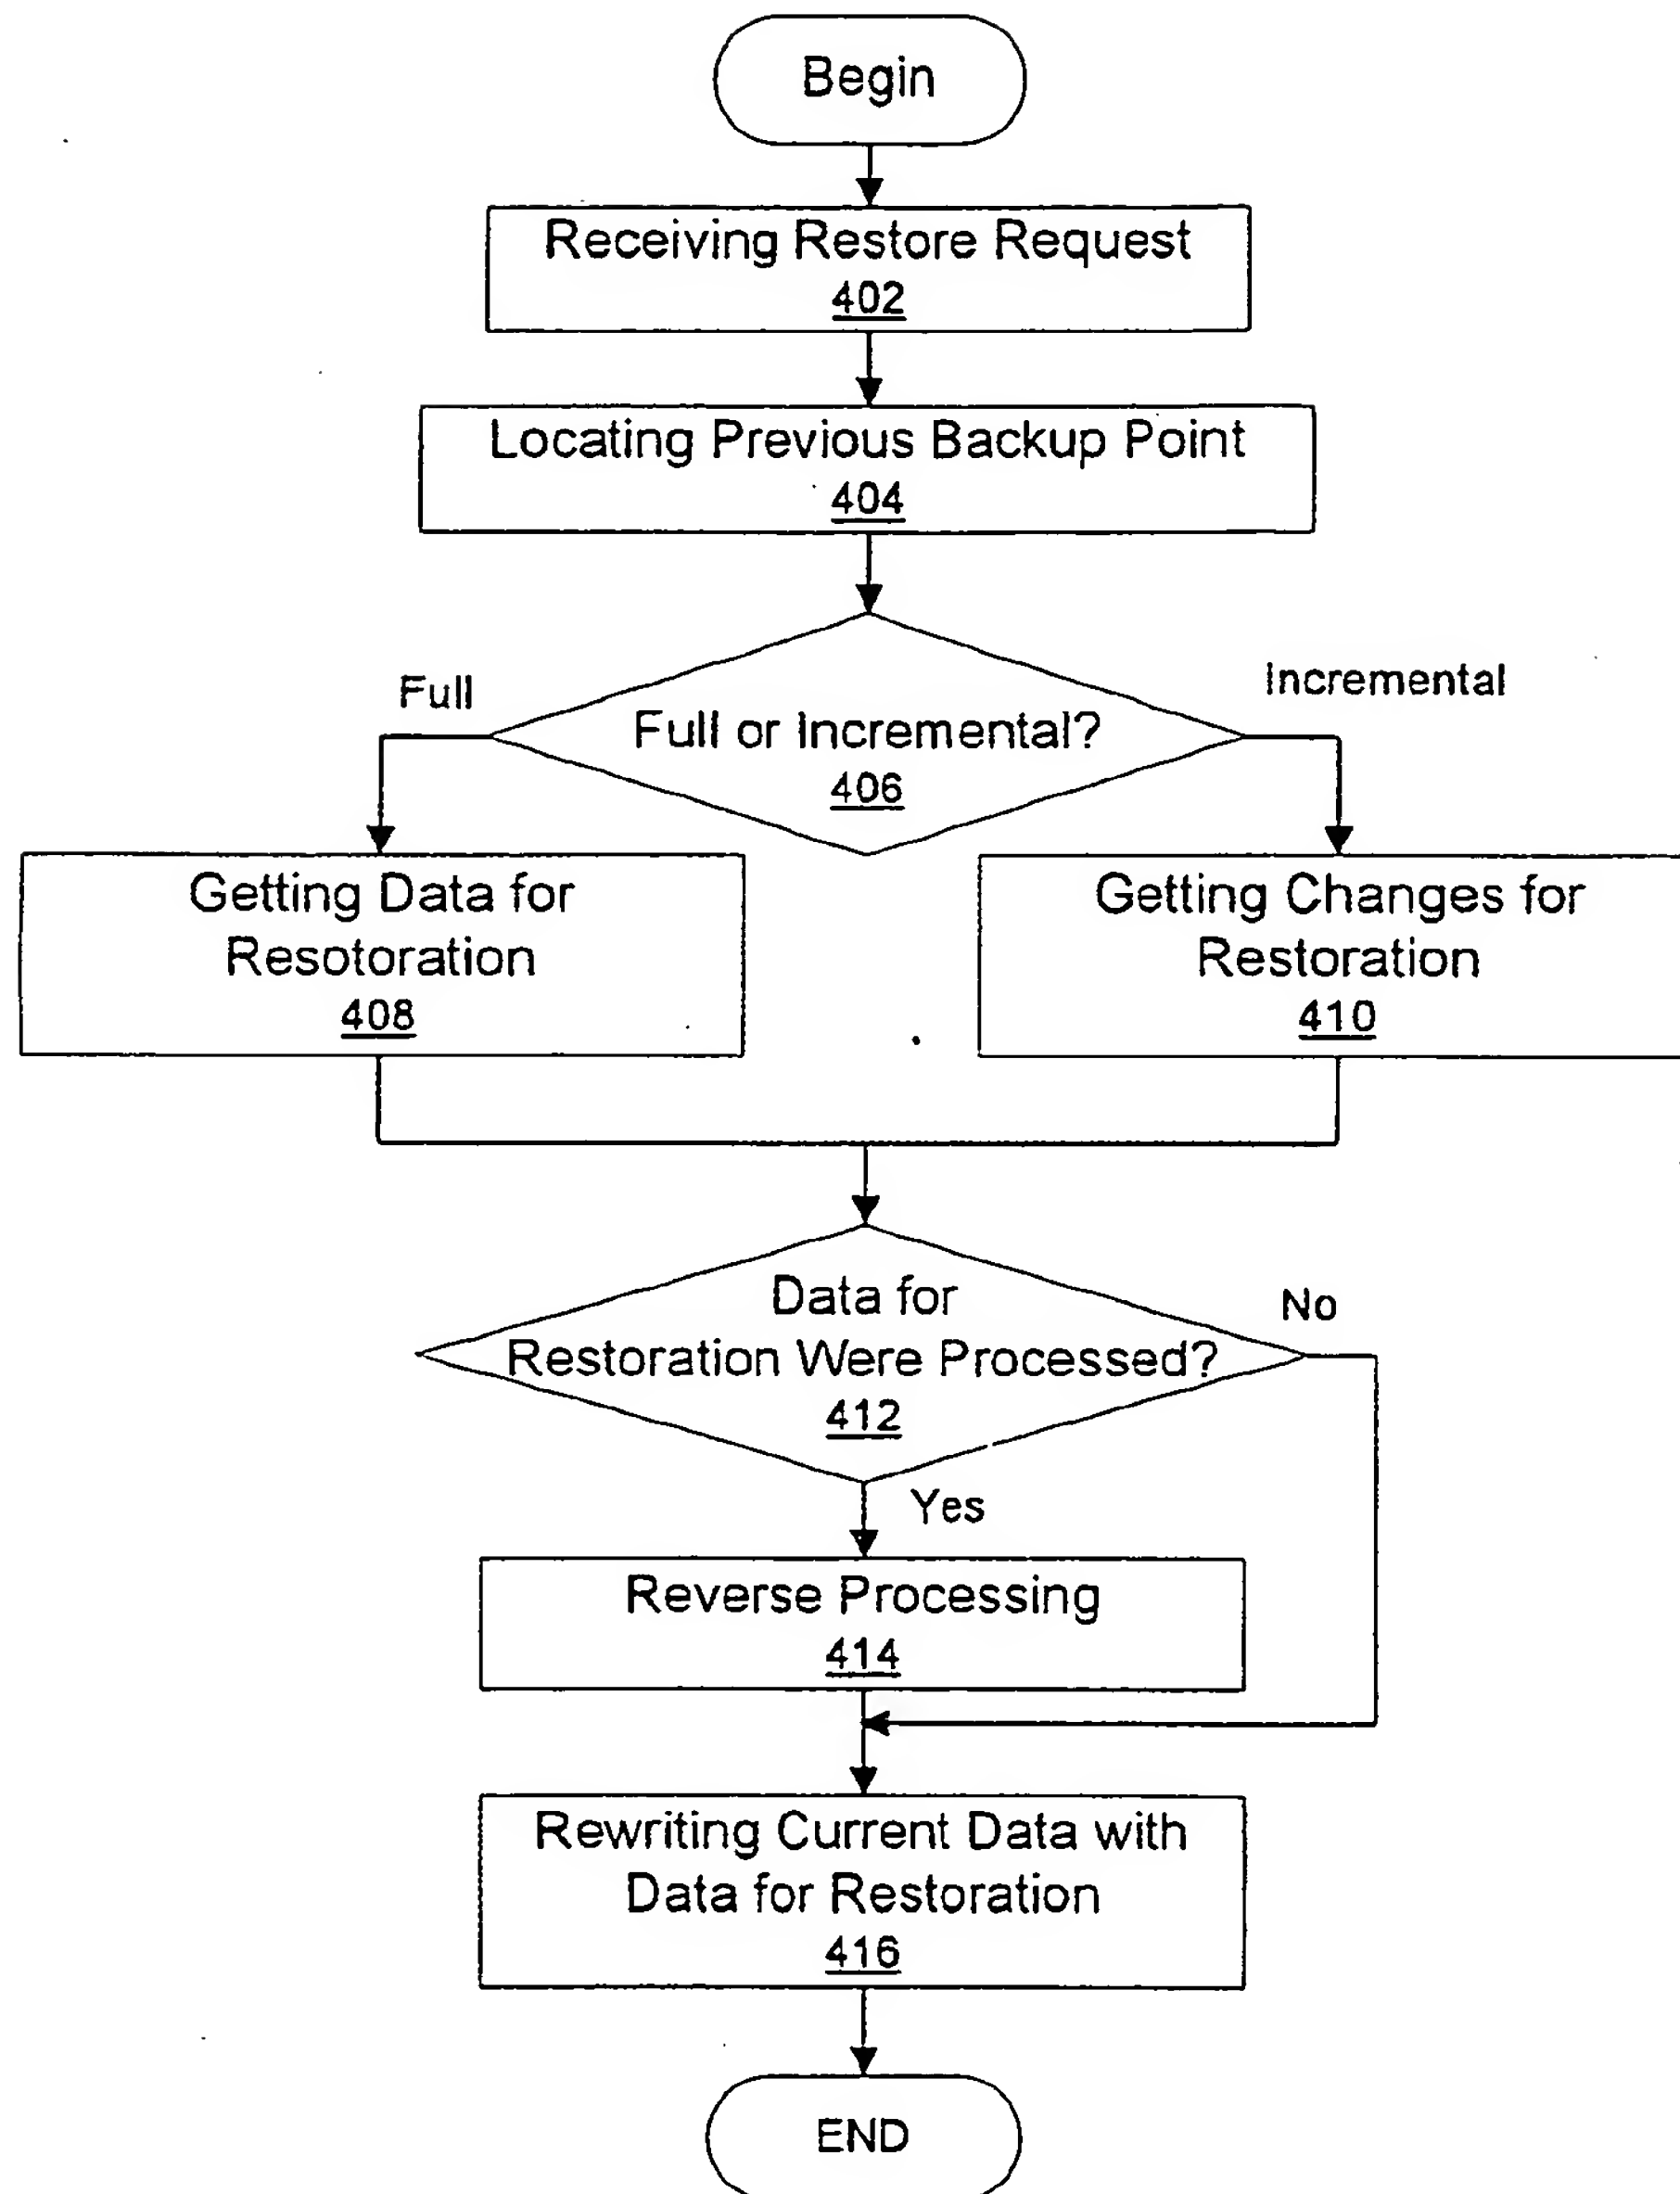 Begin
Receiving Restore Request
402
Locating Previous Backup Point
404
Full
Incremental
Full or Incremental?
406
Getting Data for
Resotoration
408
Getting Changes for
Restoration
410
Data for
Restoration Were Processed?
412
No
Yes
Reverse Processing
414
Rewriting Current Data with
Data for Restoration
416
END